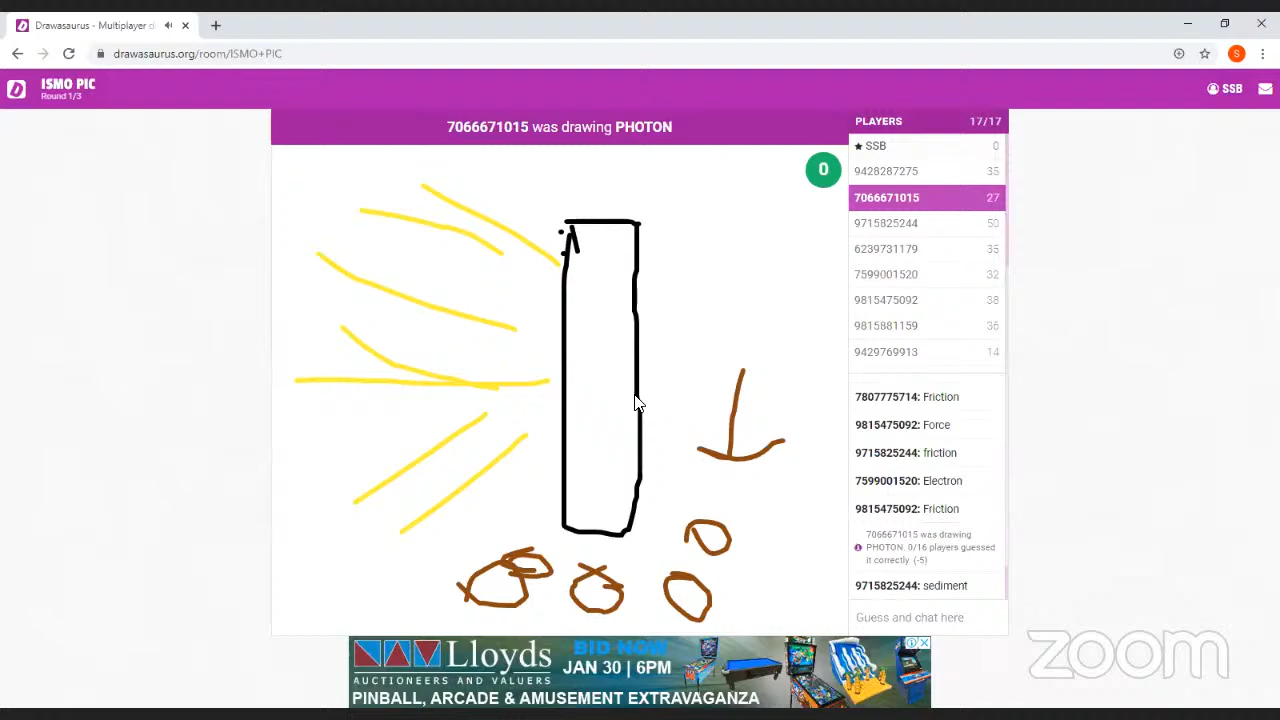 Drawasaurus - Multiplayer d
drawasaurus.org/room/ISMO+PIC
S
ISMO PIC
Round 1/3
SSB
7066671015 was drawing PHOTON
0
PLAYERS 17/17
SSB 0
9428287275 35
7066671015 27
9715825244 50
6239731179 35
7599001520 32
9815475092 38
9815881159 36
9429769913 14
7807775714: Friction
9815475092: Force
9715825244: friction
7599001520: Electron
9815475092: Friction
7066671015 was drawing
PHOTON. 0/16 players guessed
it correctly (-5)
9715825244: sediment
Guess and chat here
Lloyds
AUCTIONEERS AND VALUERS
BID NOW
JAN 30 | 6PM
PINBALL, ARCADE & AMUSEMENT EXTRAVAGANZA
zoom